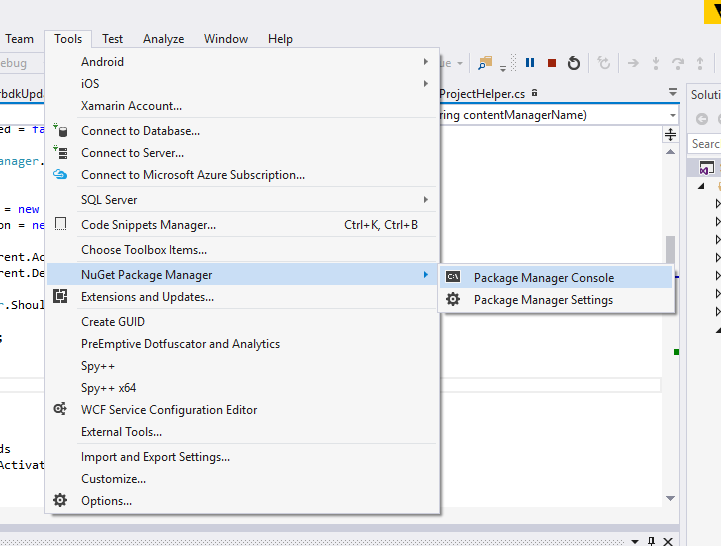 Team Tools Test Analyze Window Help
ebug
Android
iOS
Xamarin Account...
Connect to Database...
Connect to Server...
Connect to Microsoft Azure Subscription...
SQL Server
Code Snippets Manager... Ctrl+K, Ctrl+B
Choose Toolbox Items...
NuGet Package Manager
Package Manager Console
Package Manager Settings
Extensions and Updates...
Create GUID
PreEmptive Dotfuscator and Analytics
Spy++
Spy++ x64
WCF Service Configuration Editor
External Tools...
Import and Export Settings...
Customize...
Options...
rbdkUpd
ProjectHelper.cs
ring contentManagerName)
ed = fa
anager.
= new
on = ne
rent.Ac
rent.De
r.Shoul
;
ds
Activat
Soluti
Search
C:\